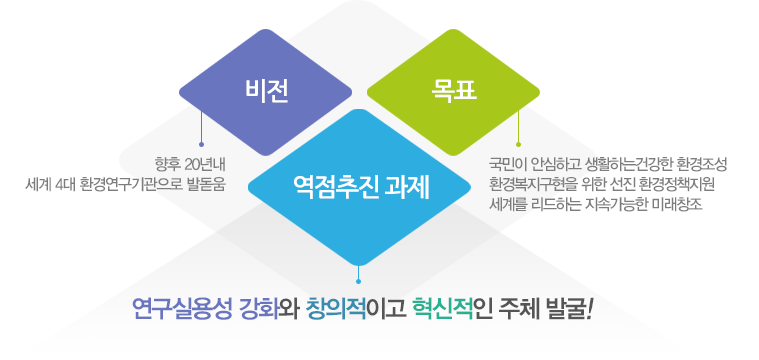 비전
목표
향후 20년내
세계 4대 환경연구기관으로 발돋움
역점추진 과제
국민이 안심하고 생활하는건강한 환경조성
환경복지구현을 위한 선진 환경정책지원
세계를 리드하는 지속가능한 미래창조
연구실용성 강화와 창의적이고 혁신적인 주체 발굴!